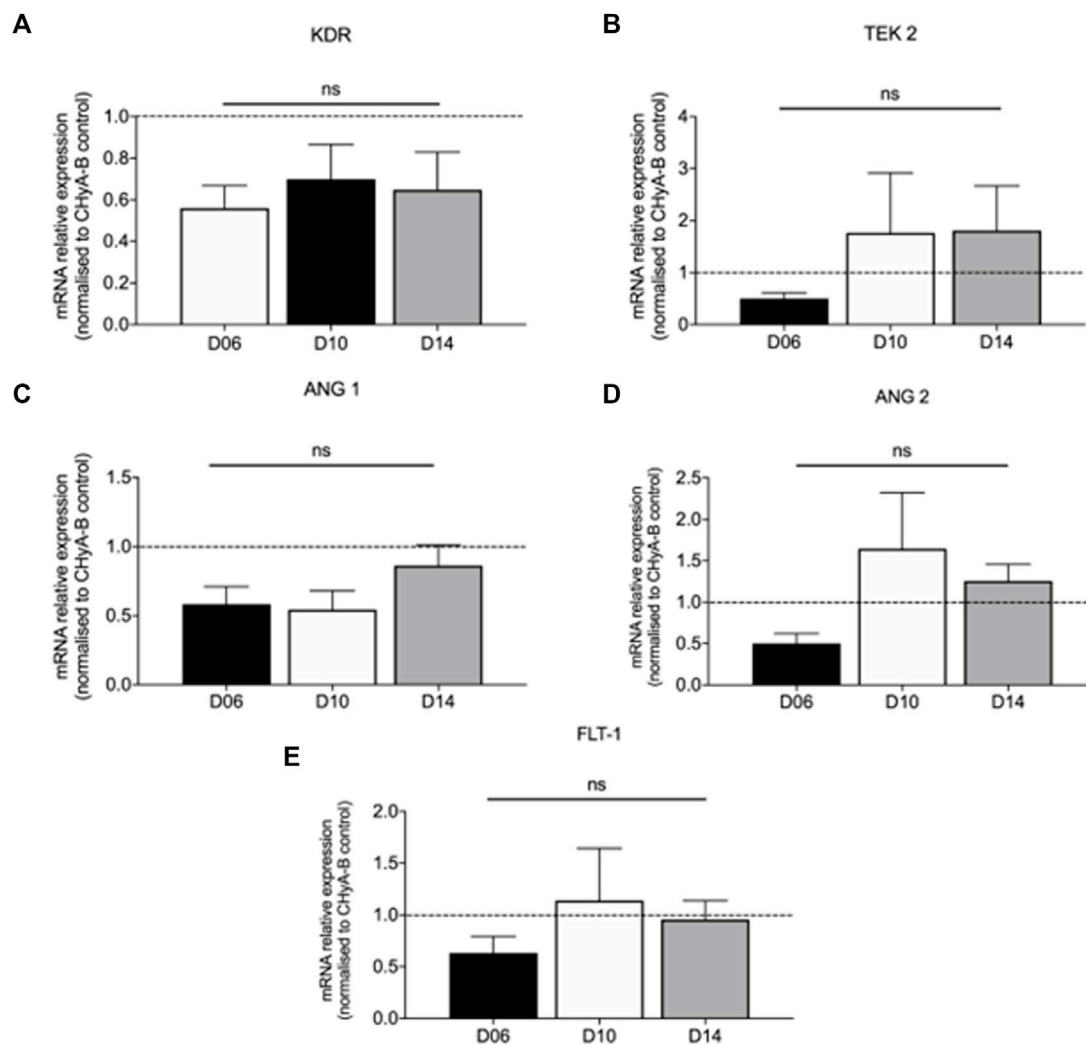 A
KDR
ns
mRNA relative expression
(normalised to CHyA-B control)
1.0
0.8
0.6
0.4
0.2
0.0
D06 D10 D14
B
TEK 2
ns
mRNA relative expression
(normalised to CHyA-B control)
4
3
2
1
0
D06 D10 D14
C
ANG 1
ns
mRNA relative expression
(normalised to CHyA-B control)
1.5
1.0
0.5
0.0
D06 D10 D14
D
ANG 2
ns
mRNA relative expression
(normalised to CHyA-B control)
2.5
2.0
1.5
1.0
0.5
0.0
D06 D10 D14
E
FLT-1
ns
mRNA relative expression
(normalised to CHyA-B control)
2.0
1.5
1.0
0.5
0.0
D06 D10 D14